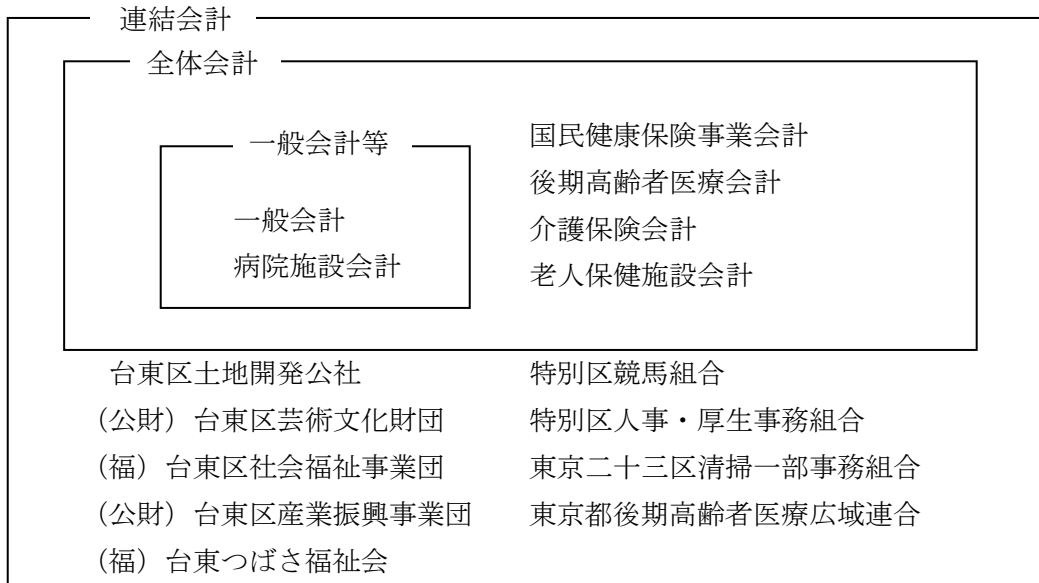 連結会計
全体会計
一般会計等
一般会計
病院施設会計
国民健康保険事業会計
後期高齢者医療会計
介護保険会計
老人保健施設会計
台東区土地開発公社
（公財）台東区芸術文化財団
（福）台東区社会福祉事業団
（公財）台東区産業振興事業団
（福）台東つばさ福祉会
特別区競馬組合
特別区人事・厚生事務組合
東京二十三区清掃一部事務組合
東京都後期高齢者医療広域連合